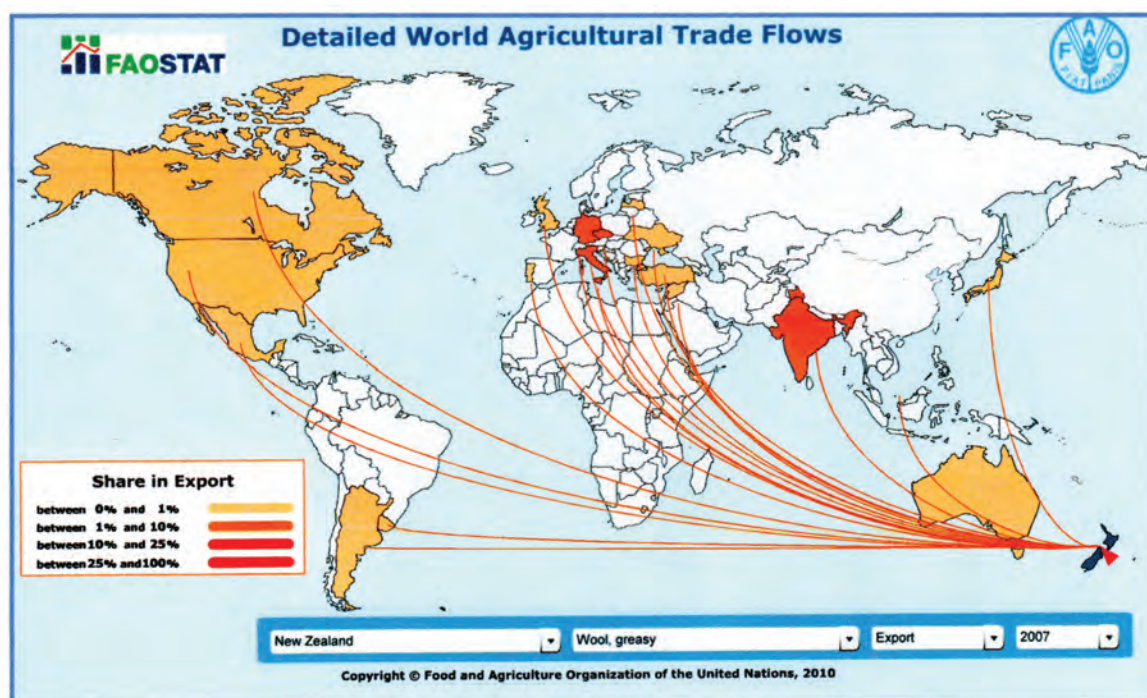 Detailed World Agricultural Trade Flows
FAOSTAT
F A O
FIAT PANIS
Share in Export
between 0% and 1%
between 1% and 10%
between 10% and 25%
between 25% and 100%
New Zealand
Wool, greasy
Export
2007
Copyright © Food and Agriculture Organization of the United Nations, 2010